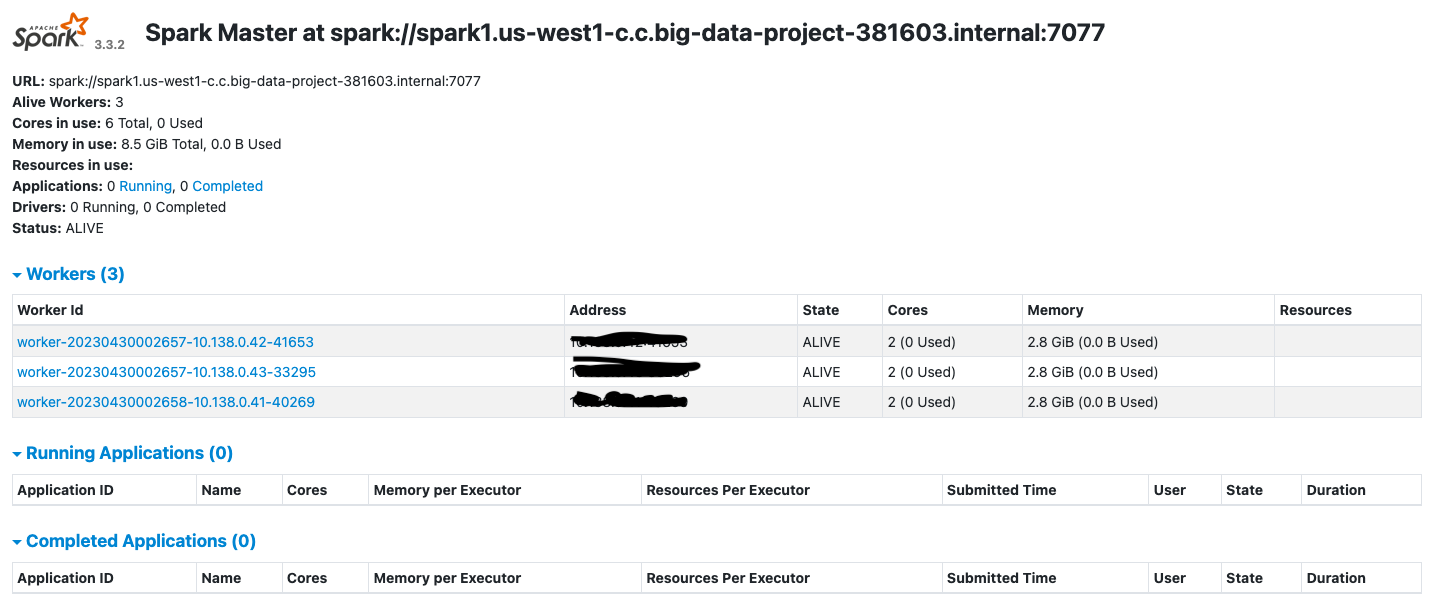 APACHE Spark 3.3.2 Spark Master at spark://spark1.us-west1-c.c.big-data-project-381603.internal:7077
URL: spark://spark1.us-west1-c.c.big-data-project-381603.internal:7077
Alive Workers: 3
Cores in use: 6 Total, 0 Used
Memory in use: 8.5 GiB Total, 0.0 B Used
Resources in use:
Applications: 0 Running, 0 Completed
Drivers: 0 Running, 0 Completed
Status: ALIVE
Workers (3)
Worker Id Address State Cores Memory Resources
worker-20230430002657-10.138.0.42-41653 ALIVE 2 (0 Used) 2.8 GiB (0.0 B Used)
worker-20230430002657-10.138.0.43-33295 ALIVE 2 (0 Used) 2.8 GiB (0.0 B Used)
worker-20230430002658-10.138.0.41-40269 ALIVE 2 (0 Used) 2.8 GiB (0.0 B Used)
Running Applications (0)
Application ID Name Cores Memory per Executor Resources Per Executor Submitted Time User State Duration
Completed Applications (0)
Application ID Name Cores Memory per Executor Resources Per Executor Submitted Time User State Duration